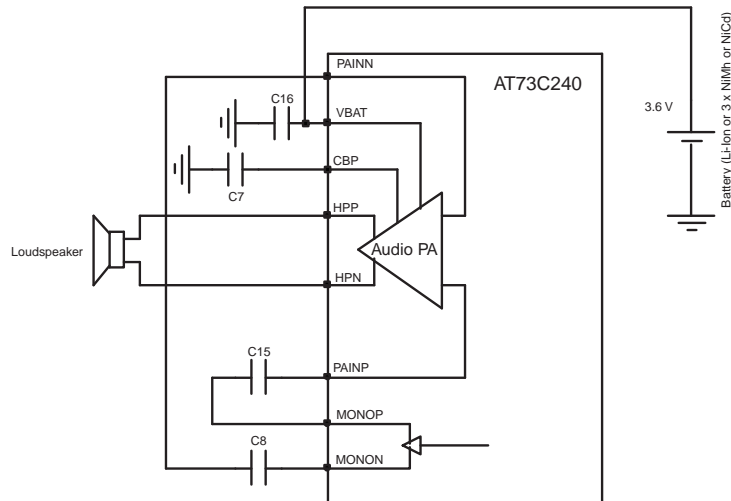 PAINN
AT73C240
C16
VBAT
3.6 V
Battery (Li-Ion or 3 x NiMh or NiCd)
CBP
C7
HPP
Loudspeaker
Audio PA
HPN
C15
PAINP
MONOP
C8
MONON